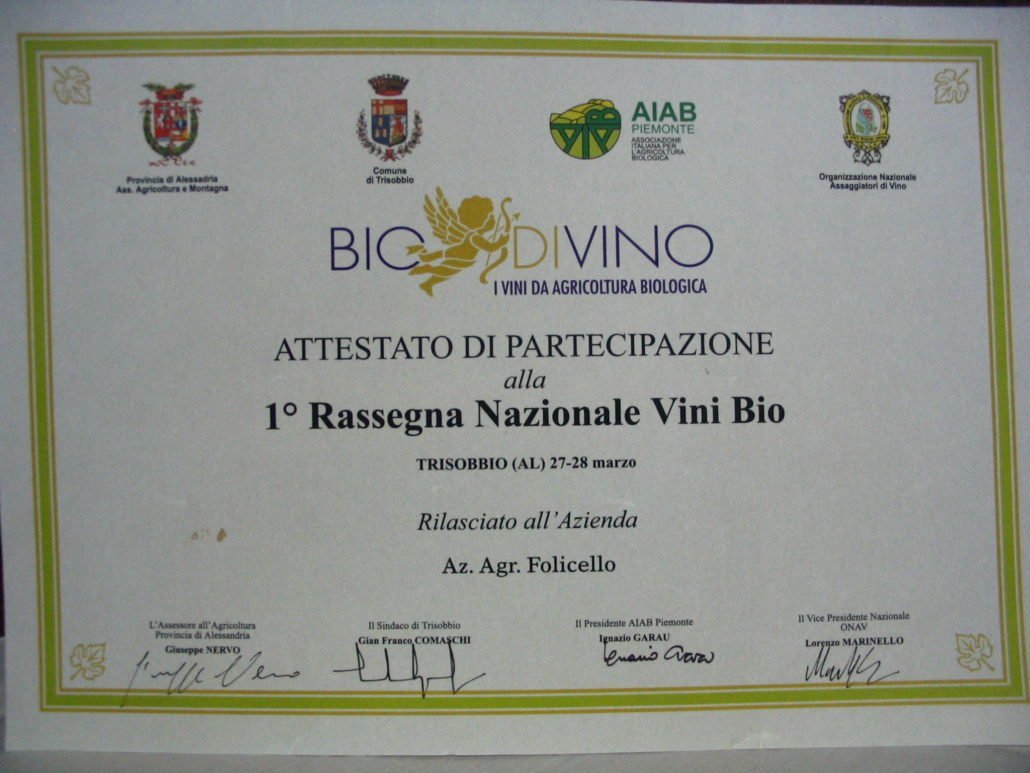 Provincia di Alessadria
Ass. Agricoltura e Montagna
Comune
di Trisobbio
AIAB
PIEMONTE
ASSOCIAZIONE
ITALIANA PER
L'AGRICOLTURA
BIOLOGICA
Organizzazione Nazionale
Assaggiatori di Vino
BIODIVINO
I VINI DA AGRICOLTURA BIOLOGICA
ATTESTATO DI PARTECIPAZIONE
alla
1° Rassegna Nazionale Vini Bio
TRISOBBIO (AL) 27-28 marzo
Rilasciato all'Azienda
Az. Agr. Folicello
L'Assessore all'Agricoltura
Provincia di Alessandria
Giuseppe NERVO
Il Sindaco di Trisobbio
Gian Franco COMASCHI
Il Presidente AIAB Piemonte
Ignazio GARAU
Il Vice Presidente Nazionale
ONAV
Lorenzo MARINELLO